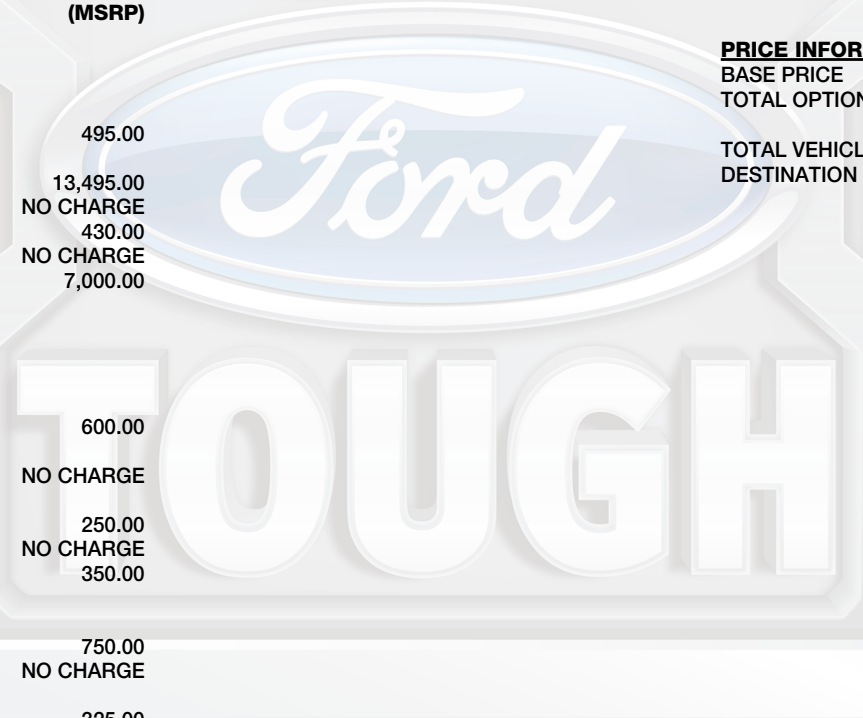 (MSRP)
495.00
13,495.00
NO CHARGE
430.00
NO CHARGE
7,000.00
600.00
NO CHARGE
250.00
NO CHARGE
350.00
750.00
NO CHARGE
325.00
PRICE INFOR
BASE PRICE
TOTAL OPTION
TOTAL VEHICL
DESTINATION
Ford
TOUGH